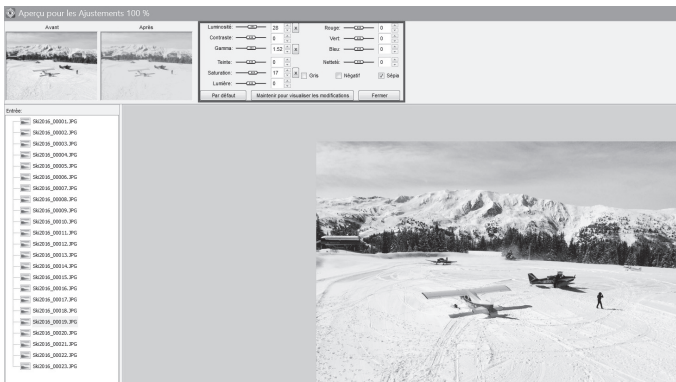 Aperçu pour les Ajustements 100 %
Avant Après
Luminosité: 28 R Rouge: 0
Contraste: 0 Vert: 0
Gamma: 1.52 R Bleu: 0
Teinte: 0 Netteté: 0
Saturation: 17 R Gris Négatif Sépia
Lumière: 0
Par défaut Maintenir pour visualiser les modifications Fermer
Entrée:
Ski2016_00001.JPG
Ski2016_00002.JPG
Ski2016_00003.JPG
Ski2016_00004.JPG
Ski2016_00005.JPG
Ski2016_00006.JPG
Ski2016_00007.JPG
Ski2016_00008.JPG
Ski2016_00009.JPG
Ski2016_00010.JPG
Ski2016_00011.JPG
Ski2016_00012.JPG
Ski2016_00013.JPG
Ski2016_00014.JPG
Ski2016_00015.JPG
Ski2016_00016.JPG
Ski2016_00017.JPG
Ski2016_00018.JPG
Ski2016_00019.JPG
Ski2016_00020.JPG
Ski2016_00021.JPG
Ski2016_00022.JPG
Ski2016_00023.JPG